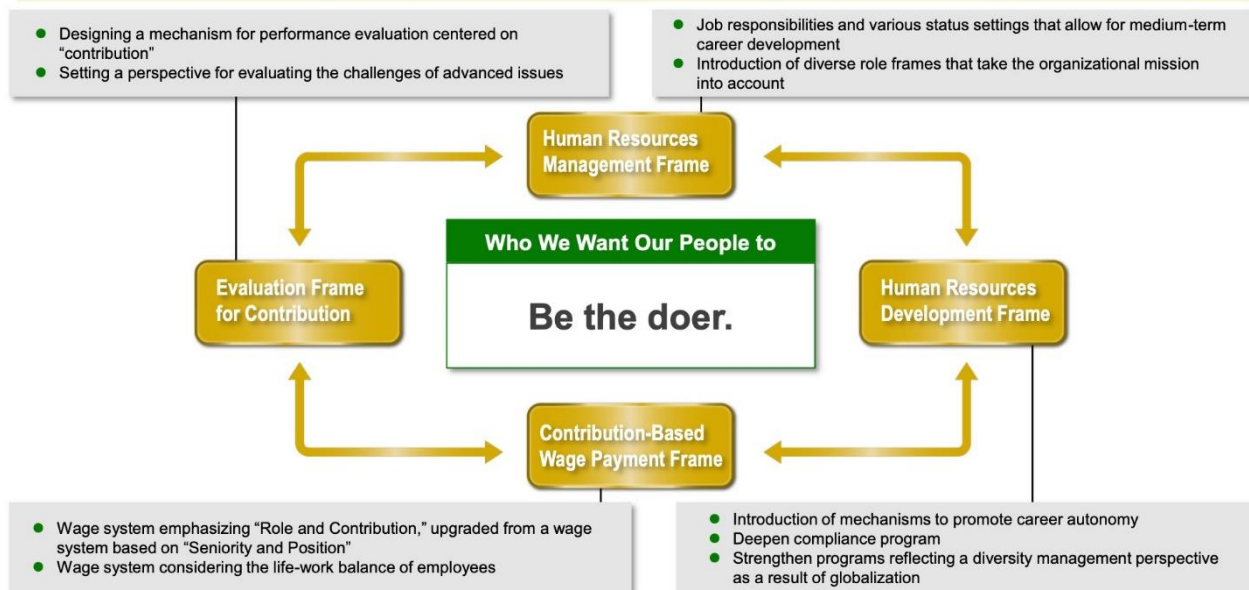 ● Designing a mechanism for performance evaluation centered on
“contribution”
● Setting a perspective for evaluating the challenges of advanced issues
● Job responsibilities and various status settings that allow for medium-term
career development
● Introduction of diverse role frames that take the organizational mission
into account
Human Resources
Management Frame
Who We Want Our People to
Be the doer.
Evaluation Frame
for Contribution
Human Resources
Development Frame
Contribution-Based
Wage Payment Frame
● Wage system emphasizing “Role and Contribution,” upgraded from a wage
system based on “Seniority and Position”
● Wage system considering the life-work balance of employees
● Introduction of mechanisms to promote career autonomy
● Deepen compliance program
● Strengthen programs reflecting a diversity management perspective
as a result of globalization